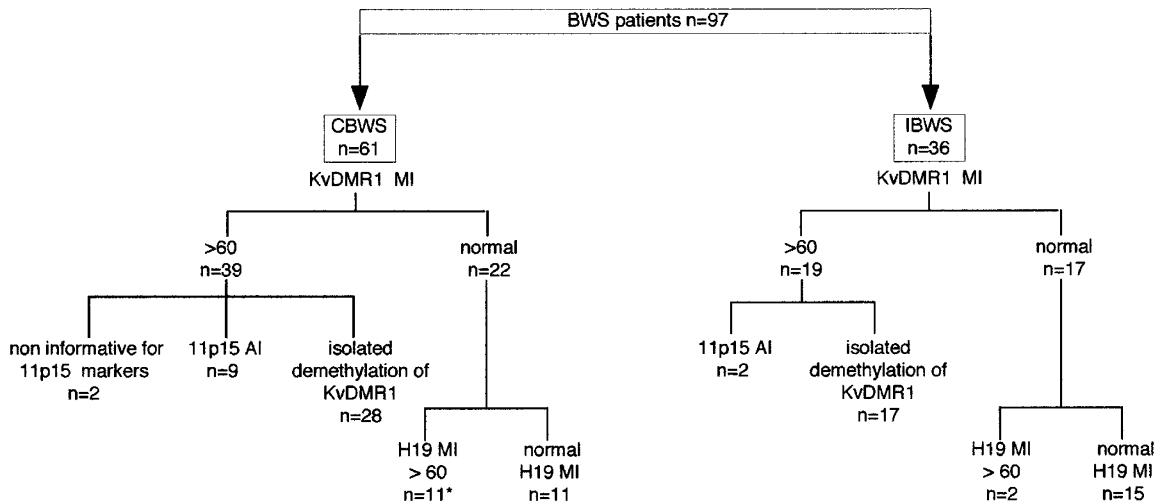 BWS patients n=97
CBWS
n=61
KvDMR1 MI
IBWS
n=36
KvDMR1 MI
>60
n=39
normal
n=22
>60
n=19
normal
n=17
non informative for
11p15 markers
n=2
11p15 AI
n=9
isolated
demethylation of
KvDMR1
n=28
11p15 AI
n=2
isolated
demethylation of
KvDMR1
n=17
H19 MI
> 60
n=11*
normal
H19 MI
n=11
H19 MI
> 60
n=2
normal
H19 MI
n=15